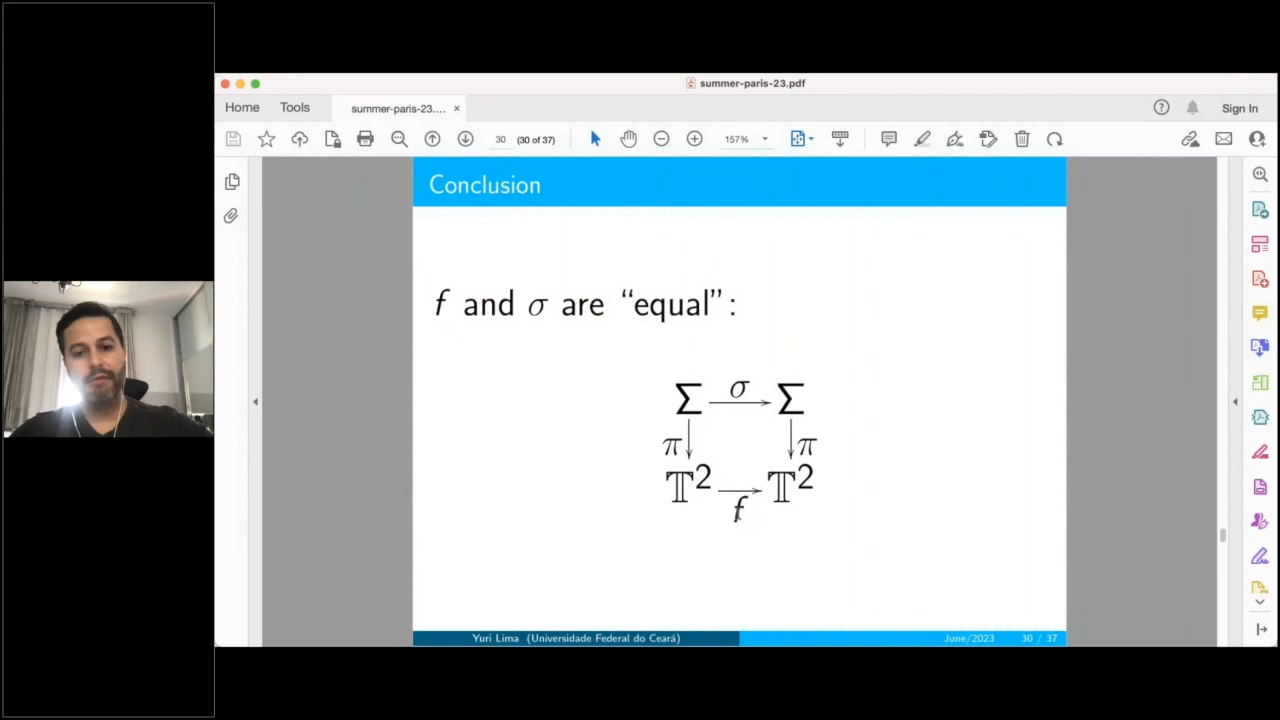 summer-paris-23.pdf
Home Tools summer-paris-23.... × Sign In
30 (30 of 37) 157%
Conclusion
f and σ are “equal”:
Σ σ Σ
π π
𝕋² 𝕋²
f
Yuri Lima (Universidade Federal do Ceará) June/2023 30 / 37